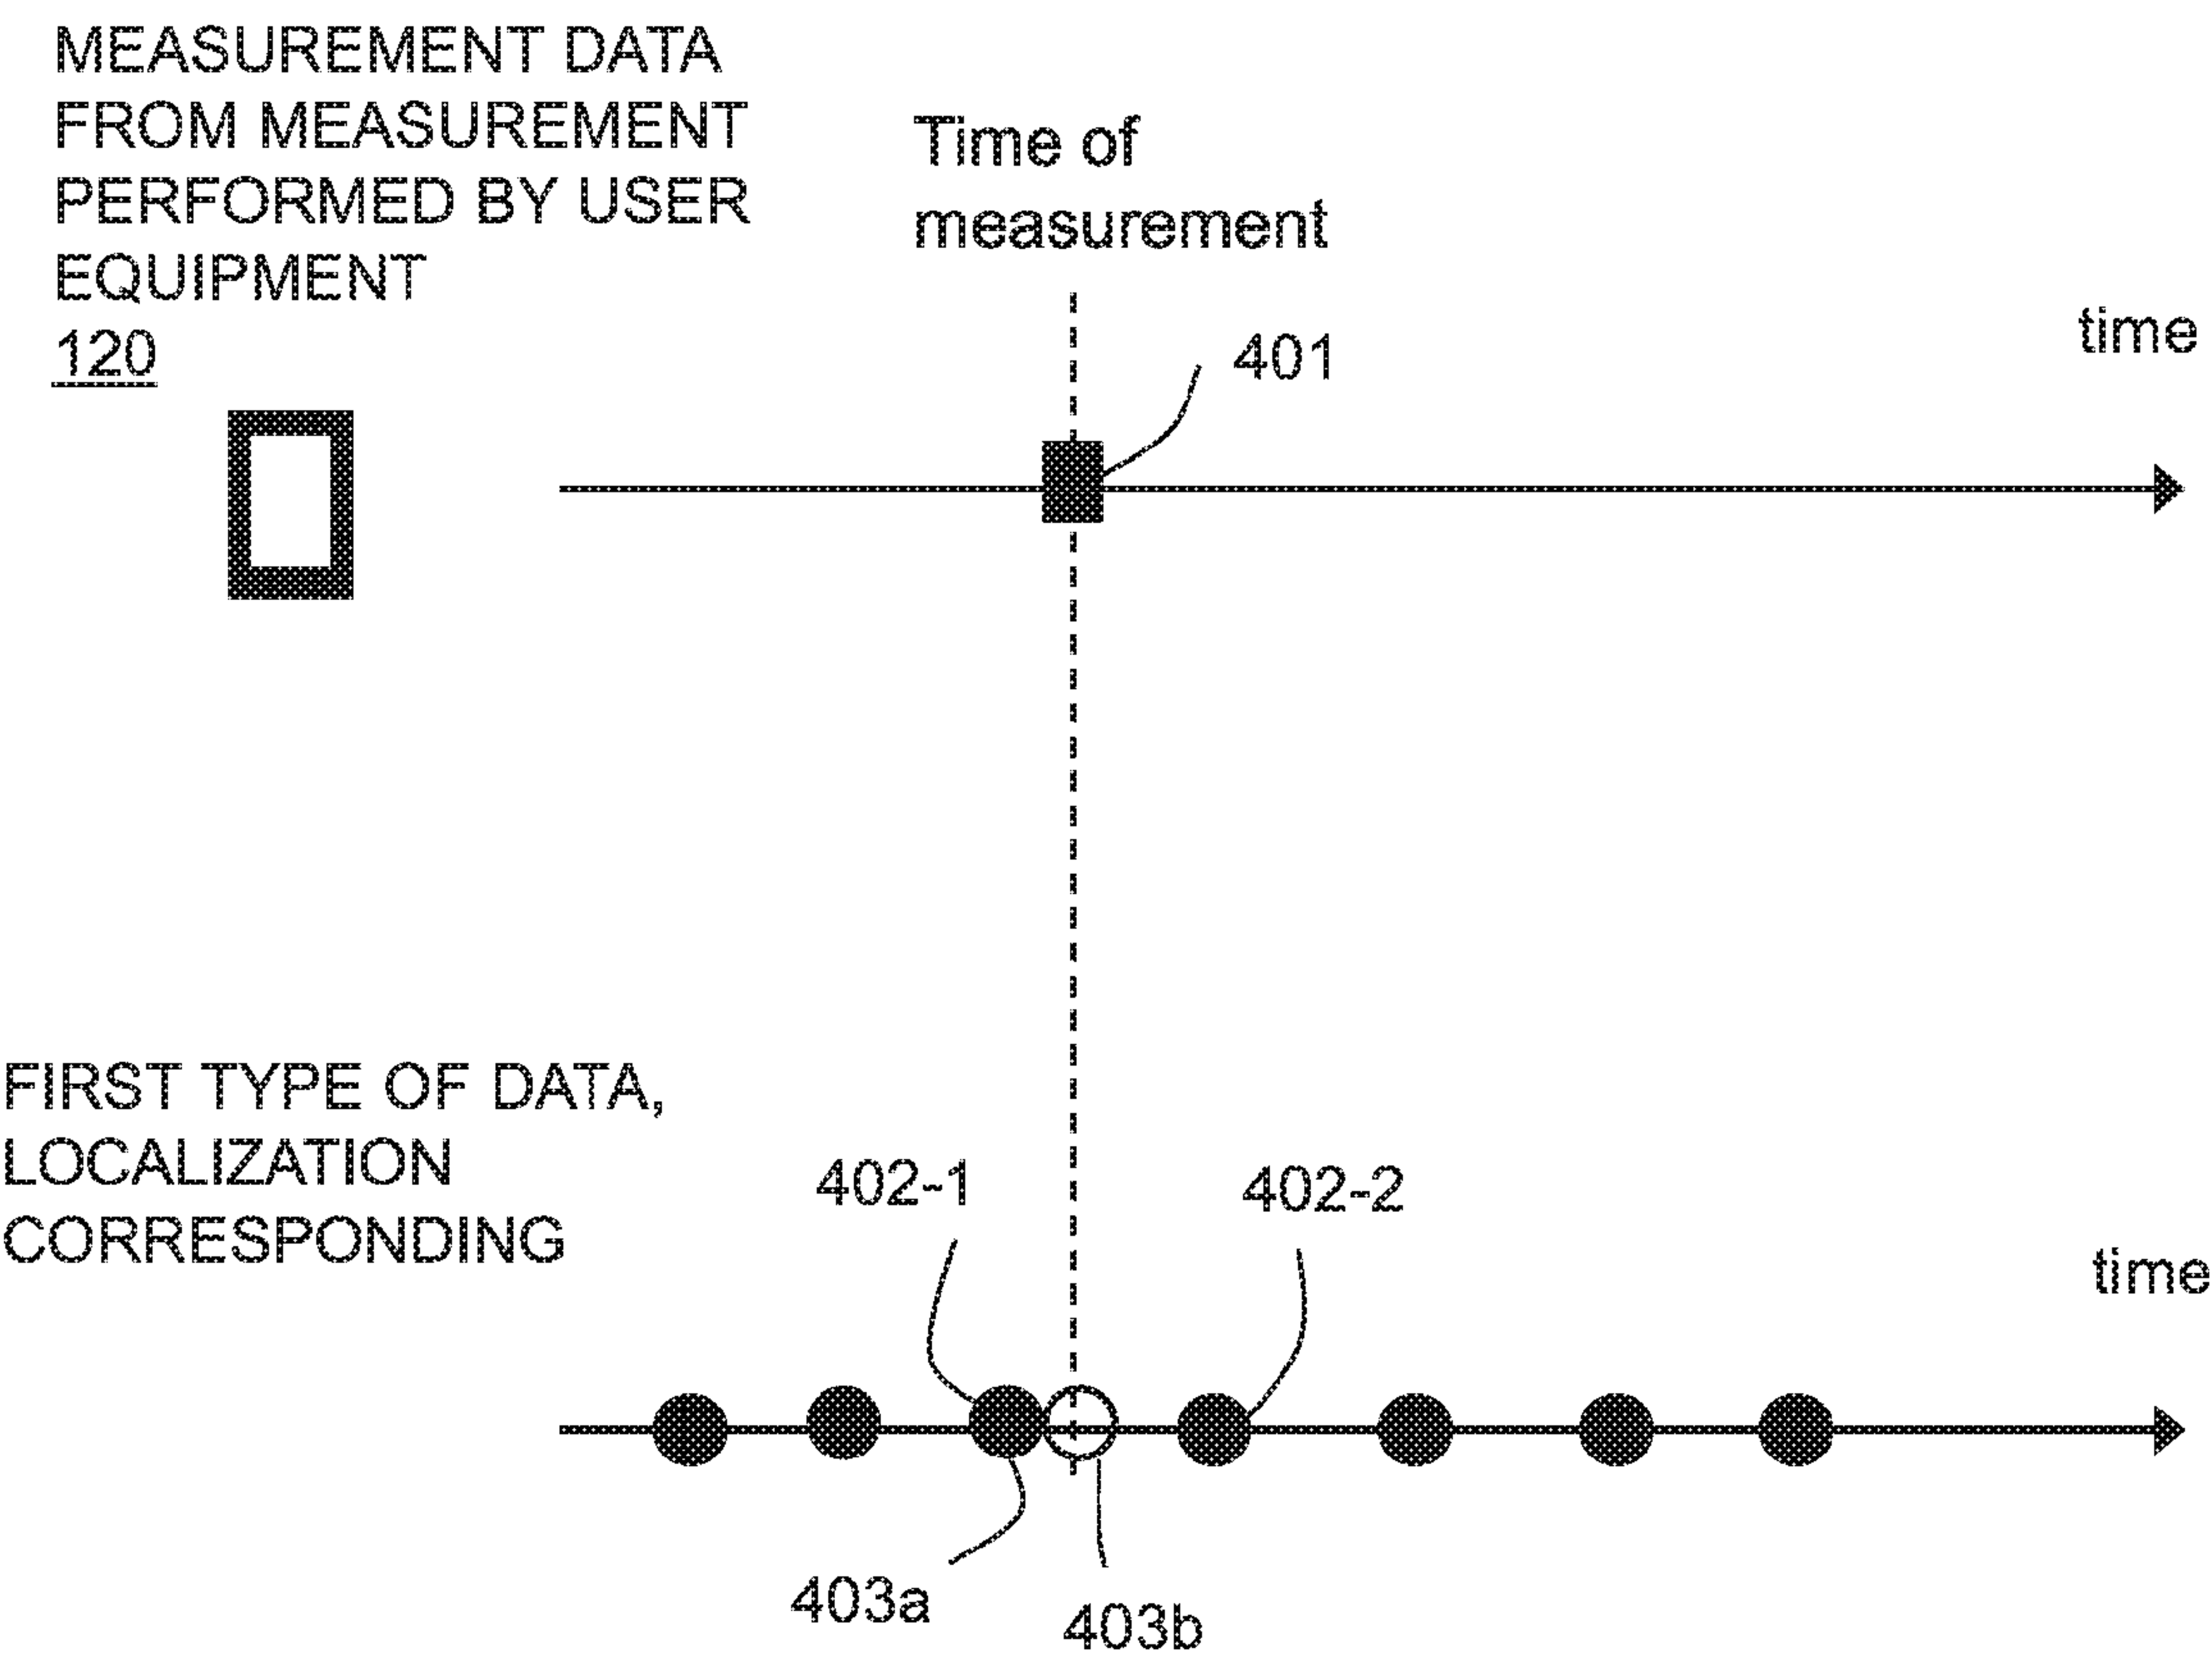 MEASUREMENT DATA
FROM MEASUREMENT
PERFORMED BY USER
EQUIPMENT
120
Time of
measurement
time
401
FIRST TYPE OF DATA,
LOCALIZATION
CORRESPONDING
402-1
402-2
time
403a
403b